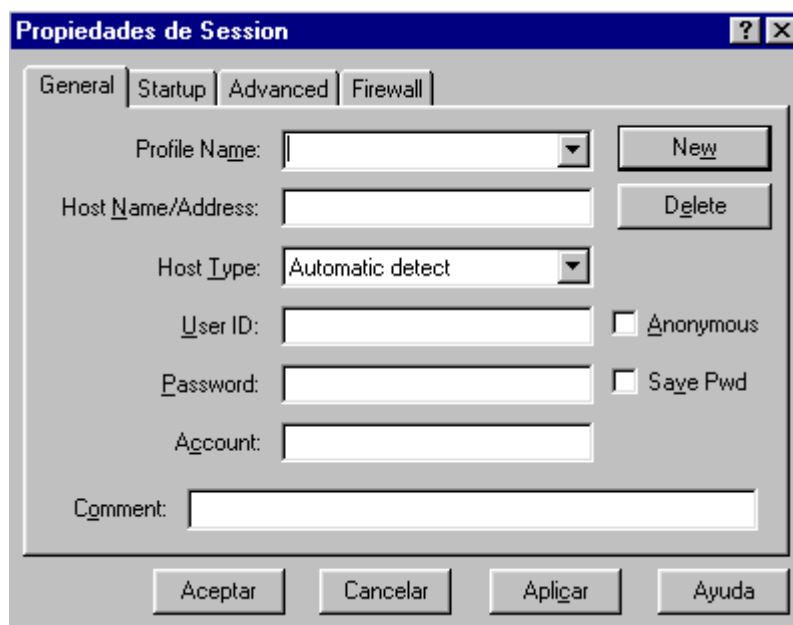 Propiedades de Session
General Startup Advanced Firewall
Profile Name: New
Host Name/Address: Delete
Host Type: Automatic detect
User ID: Anonymous
Password: Save Pwd
Account:
Comment:
Aceptar Cancelar Aplicar Ayuda